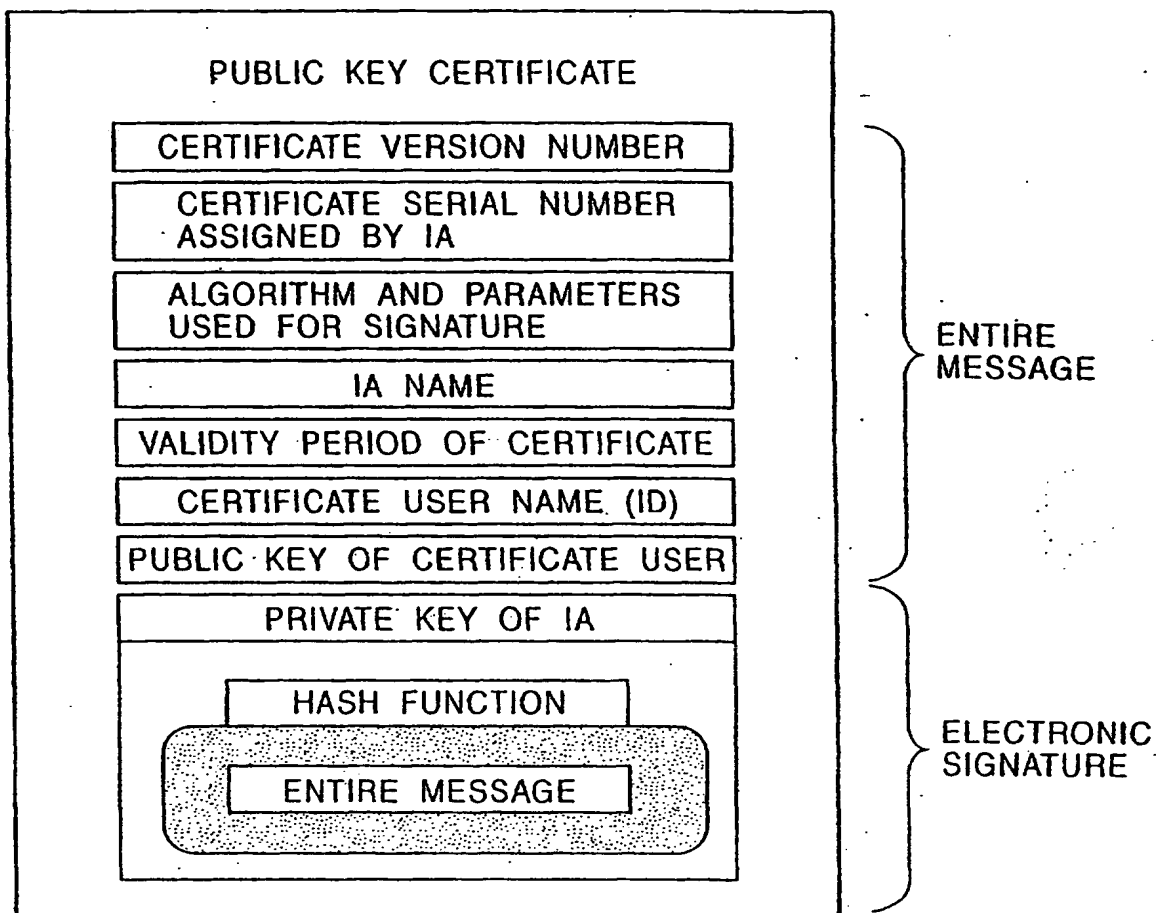 PUBLIC KEY CERTIFICATE
CERTIFICATE VERSION NUMBER
CERTIFICATE SERIAL NUMBER
ASSIGNED BY IA
ALGORITHM AND PARAMETERS
USED FOR SIGNATURE
IA NAME
VALIDITY PERIOD OF CERTIFICATE
CERTIFICATE USER NAME (ID)
PUBLIC KEY OF CERTIFICATE USER
ENTIRE
MESSAGE
PRIVATE KEY OF IA
HASH FUNCTION
ENTIRE MESSAGE
ELECTRONIC
SIGNATURE